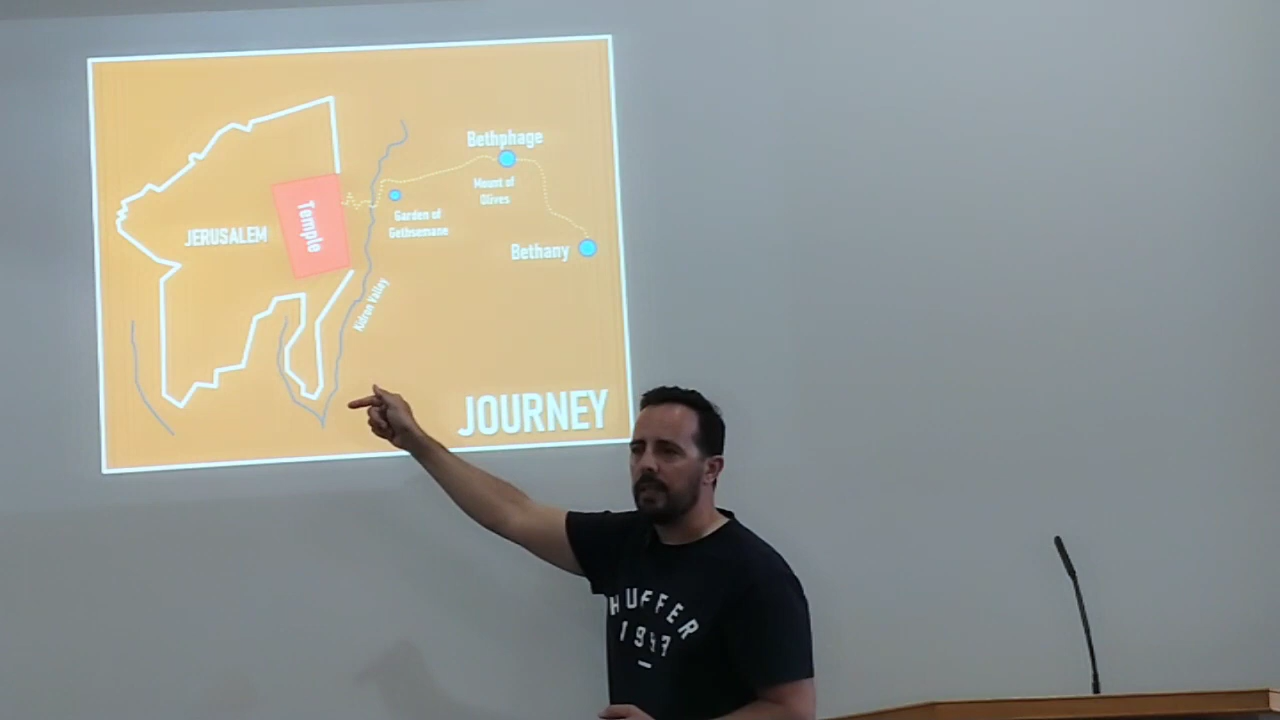 Bethphage
Mount of
Olives
Garden of
Gethsemane
Temple
JERUSALEM
Bethany
Kidron Valley
JOURNEY
HUFFER